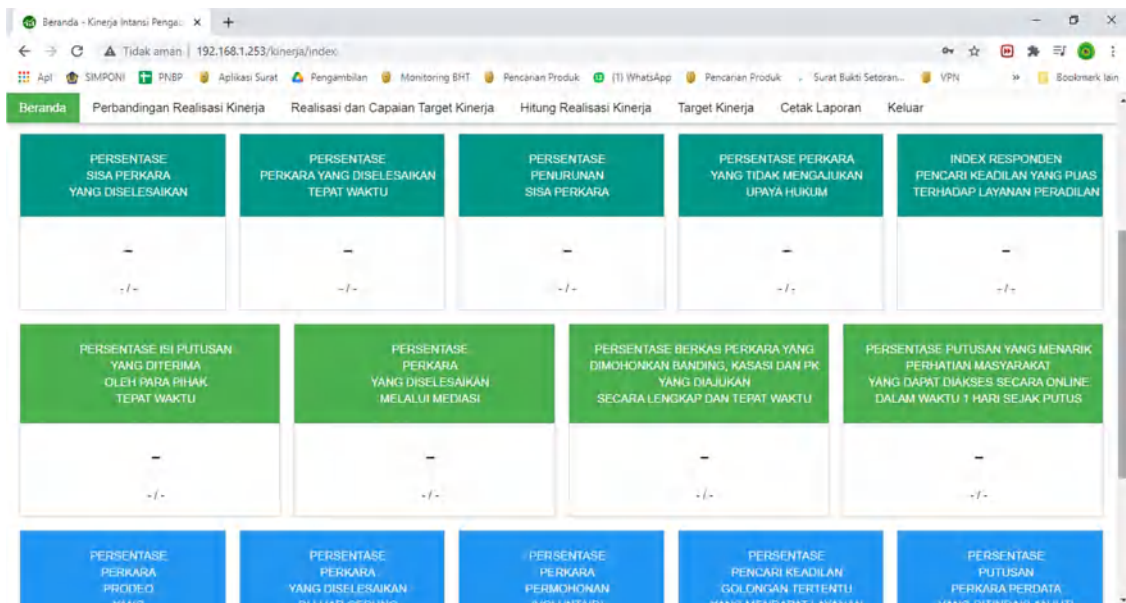 Beranda - Kinerja Intansi Pengad
Tidak aman | 192.168.1.253/kinerja/index
Apl SIMPONI PNBP Aplikasi Surat Pengambilan Monitoring BHT Pencarian Produk (1) WhatsApp Pencarian Produk Surat Bukti Setoran... VPN » Bookmark lain
Beranda Perbandingan Realisasi Kinerja Realisasi dan Capaian Target Kinerja Hitung Realisasi Kinerja Target Kinerja Cetak Laporan Keluar
PERSENTASE
SISA PERKARA
YANG DISELESAIKAN
–
- / -
PERSENTASE
PERKARA YANG DISELESAIKAN
TEPAT WAKTU
–
- / -
PERSENTASE
PENURUNAN
SISA PERKARA
–
- / -
PERSENTASE PERKARA
YANG TIDAK MENGAJUKAN
UPAYA HUKUM
–
- / -
INDEX RESPONDEN
PENCARI KEADILAN YANG PUAS
TERHADAP LAYANAN PERADILAN
–
- / -
PERSENTASE ISI PUTUSAN
YANG DITERIMA
OLEH PARA PIHAK
TEPAT WAKTU
–
- / -
PERSENTASE
PERKARA
YANG DISELESAIKAN
MELALUI MEDIASI
–
- / -
PERSENTASE BERKAS PERKARA YANG
DIMOHONKAN BANDING, KASASI DAN PK
YANG DIAJUKAN
SECARA LENGKAP DAN TEPAT WAKTU
–
- / -
PERSENTASE PUTUSAN YANG MENARIK
PERHATIAN MASYARAKAT
YANG DAPAT DIAKSES SECARA ONLINE
DALAM WAKTU 1 HARI SEJAK PUTUS
–
- / -
PERSENTASE
PERKARA
PRODEO
PERSENTASE
PERKARA
YANG DISELESAIKAN
PERSENTASE
PERKARA
PERMOHONAN
PERSENTASE
PENCARI KEADILAN
GOLONGAN TERTENTU
PERSENTASE
PUTUSAN
PERKARA PERDATA